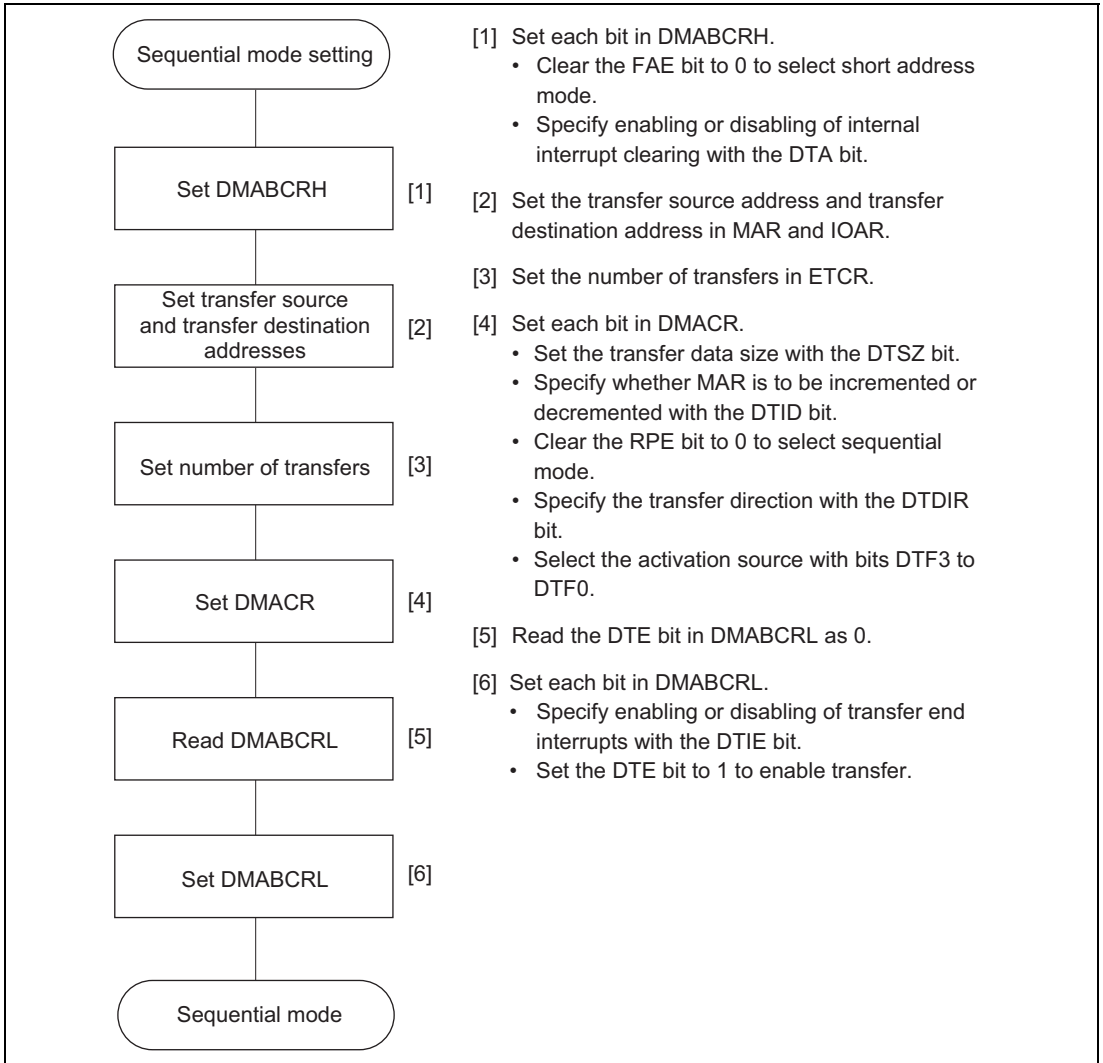 Sequential mode setting
Set DMABCRH
[1]
Set transfer source
and transfer destination
addresses
[2]
Set number of transfers
[3]
Set DMACR
[4]
Read DMABCRL
[5]
Set DMABCRL
[6]
Sequential mode
[1] Set each bit in DMABCRH.
• Clear the FAE bit to 0 to select short address
mode.
• Specify enabling or disabling of internal
interrupt clearing with the DTA bit.
[2] Set the transfer source address and transfer
destination address in MAR and IOAR.
[3] Set the number of transfers in ETCR.
[4] Set each bit in DMACR.
• Set the transfer data size with the DTSZ bit.
• Specify whether MAR is to be incremented or
decremented with the DTID bit.
• Clear the RPE bit to 0 to select sequential
mode.
• Specify the transfer direction with the DTDIR
bit.
• Select the activation source with bits DTF3 to
DTF0.
[5] Read the DTE bit in DMABCRL as 0.
[6] Set each bit in DMABCRL.
• Specify enabling or disabling of transfer end
interrupts with the DTIE bit.
• Set the DTE bit to 1 to enable transfer.